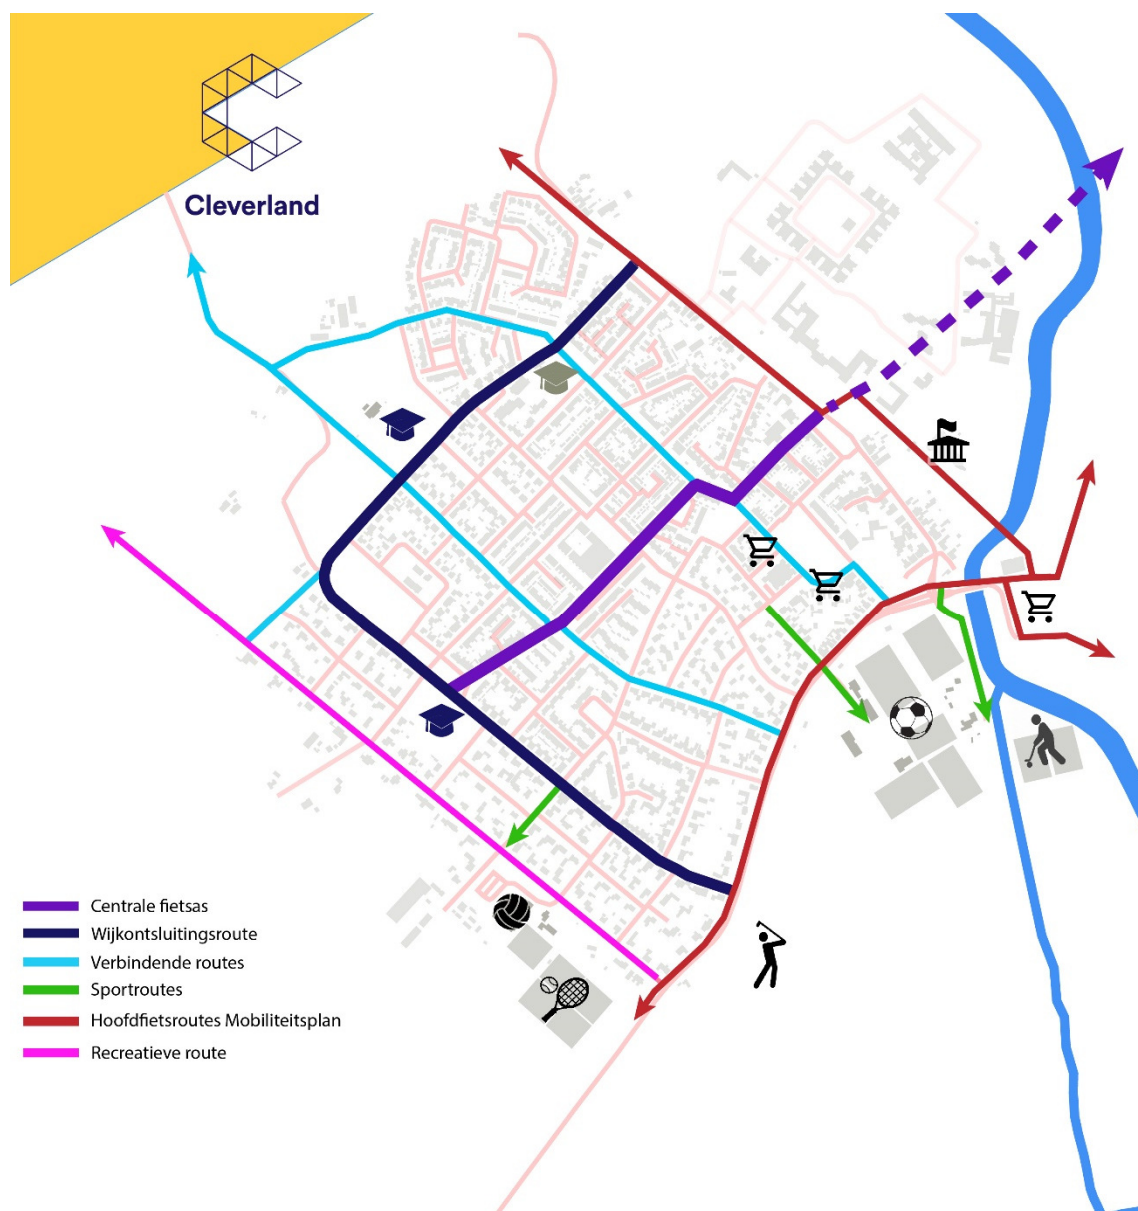 Cleverland
Centrale fietsas
Wijkontsluitingsroute
Verbindende routes
Sportroutes
Hoofdfietsroutes Mobiliteitsplan
Recreatieve route